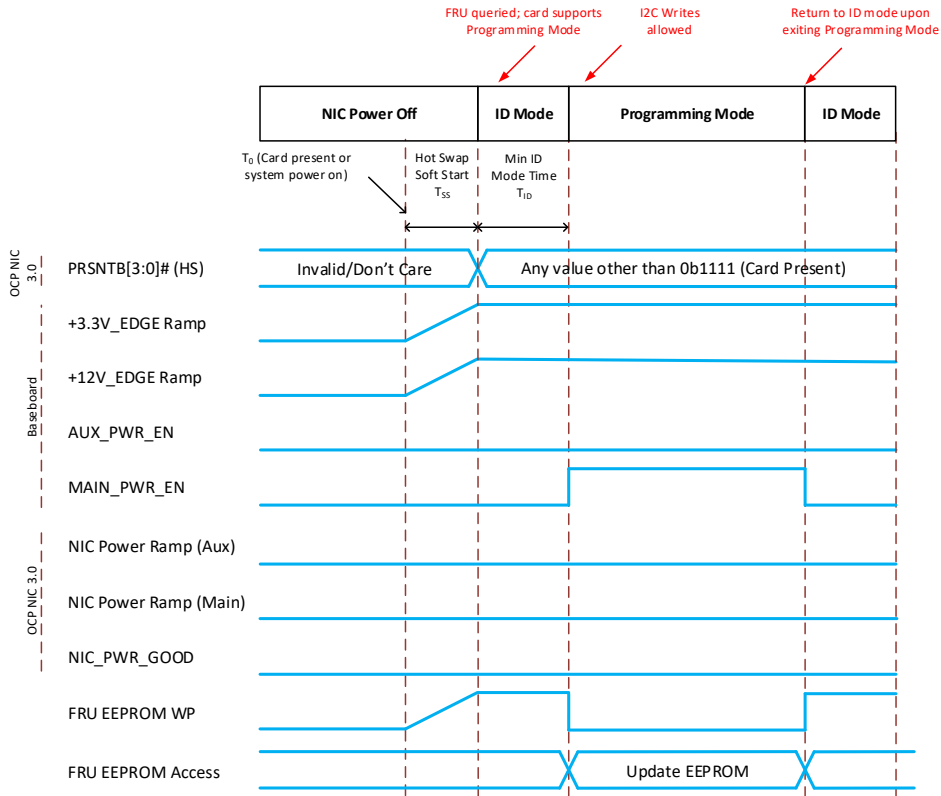 FRU queried; card supports
Programming Mode
I2C Writes
allowed
Return to ID mode upon
exiting Programming Mode
NIC Power Off
ID Mode
Programming Mode
ID Mode
T0 (Card present or
system power on)
Hot Swap
Soft Start
TSS
Min ID
Mode Time
TID
OCP NIC
3.0
PRSNTB[3:0]# (HS)
Invalid/Don't Care
Any value other than 0b1111 (Card Present)
Baseboard
+3.3V_EDGE Ramp
+12V_EDGE Ramp
AUX_PWR_EN
MAIN_PWR_EN
OCP NIC 3.0
NIC Power Ramp (Aux)
NIC Power Ramp (Main)
NIC_PWR_GOOD
FRU EEPROM WP
FRU EEPROM Access
Update EEPROM